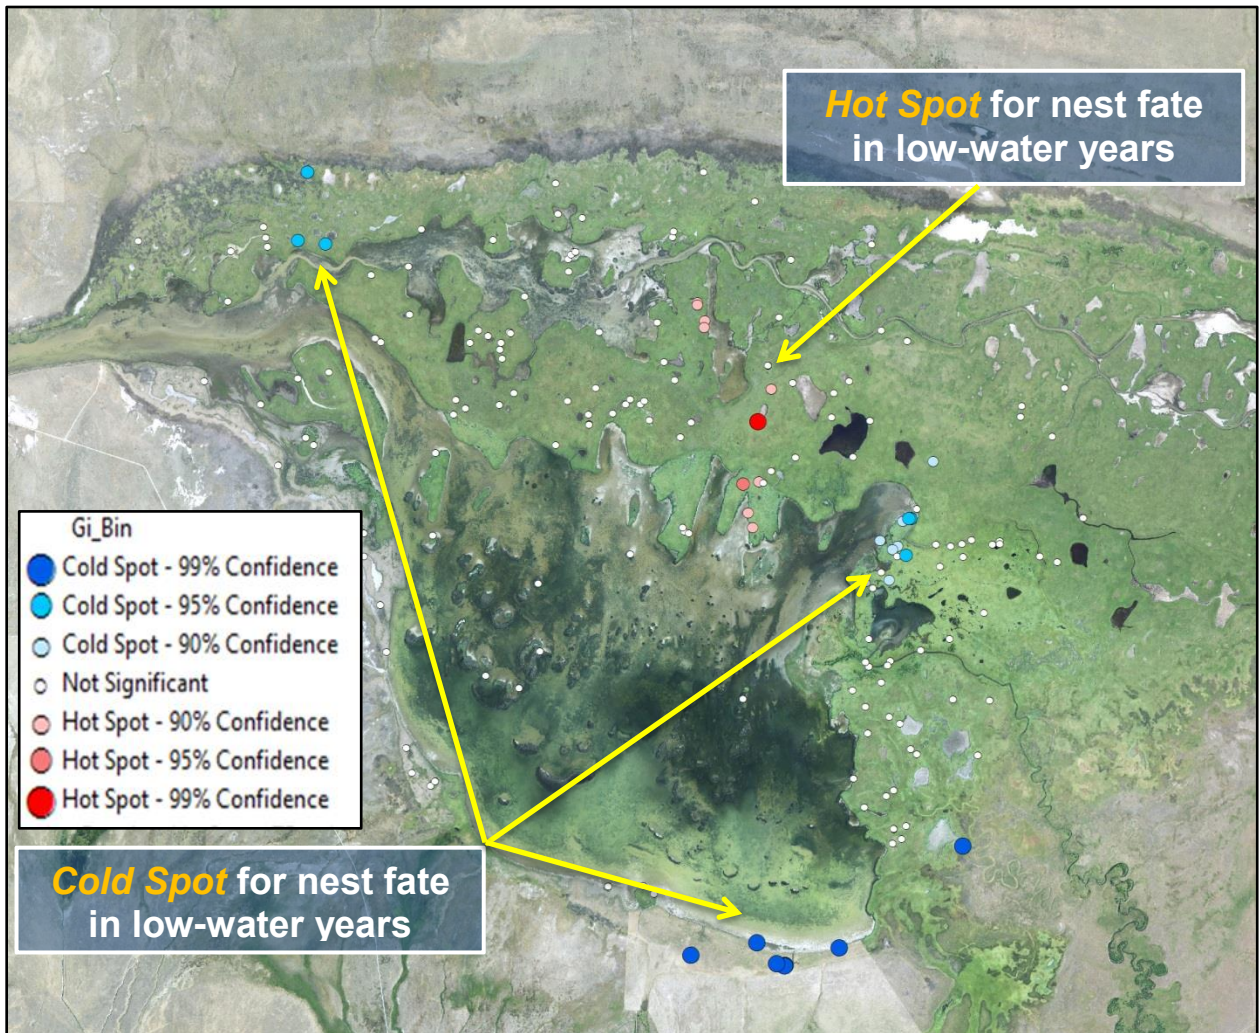 Hot Spot for nest fate
in low-water years
Gi_Bin
Cold Spot - 99% Confidence
Cold Spot - 95% Confidence
Cold Spot - 90% Confidence
Not Significant
Hot Spot - 90% Confidence
Hot Spot - 95% Confidence
Hot Spot - 99% Confidence
Cold Spot for nest fate
in low-water years